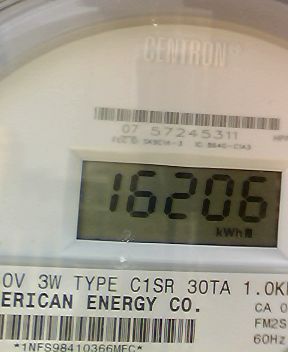 CENTRON
07 57245311
16206
kWh
0V 3W TYPE C1SR 30TA 1.0K
ERICAN ENERGY CO.
CA 0
FM2S
60Hz
*1NFS98410366MFC*